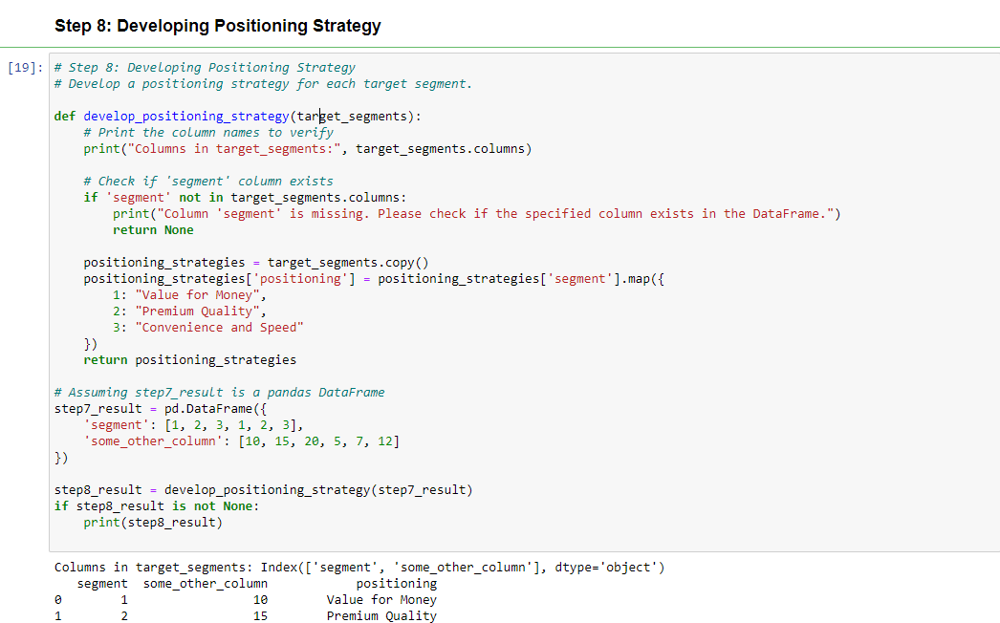 Step 8: Developing Positioning Strategy
[19]: # Step 8: Developing Positioning Strategy
# Develop a positioning strategy for each target segment.
def develop_positioning_strategy(target_segments):
    # Print the column names to verify
    print("Columns in target_segments:", target_segments.columns)
    # Check if 'segment' column exists
    if 'segment' not in target_segments.columns:
        print("Column 'segment' is missing. Please check if the specified column exists in the DataFrame.")
        return None
    positioning_strategies = target_segments.copy()
    positioning_strategies['positioning'] = positioning_strategies['segment'].map({
        1: "Value for Money",
        2: "Premium Quality",
        3: "Convenience and Speed"
    })
    return positioning_strategies
# Assuming step7_result is a pandas DataFrame
step7_result = pd.DataFrame({
    'segment': [1, 2, 3, 1, 2, 3],
    'some_other_column': [10, 15, 20, 5, 7, 12]
})
step8_result = develop_positioning_strategy(step7_result)
if step8_result is not None:
    print(step8_result)
Columns in target_segments: Index(['segment', 'some_other_column'], dtype='object')
   segment  some_other_column            positioning
0        1                 10        Value for Money
1        2                 15        Premium Quality